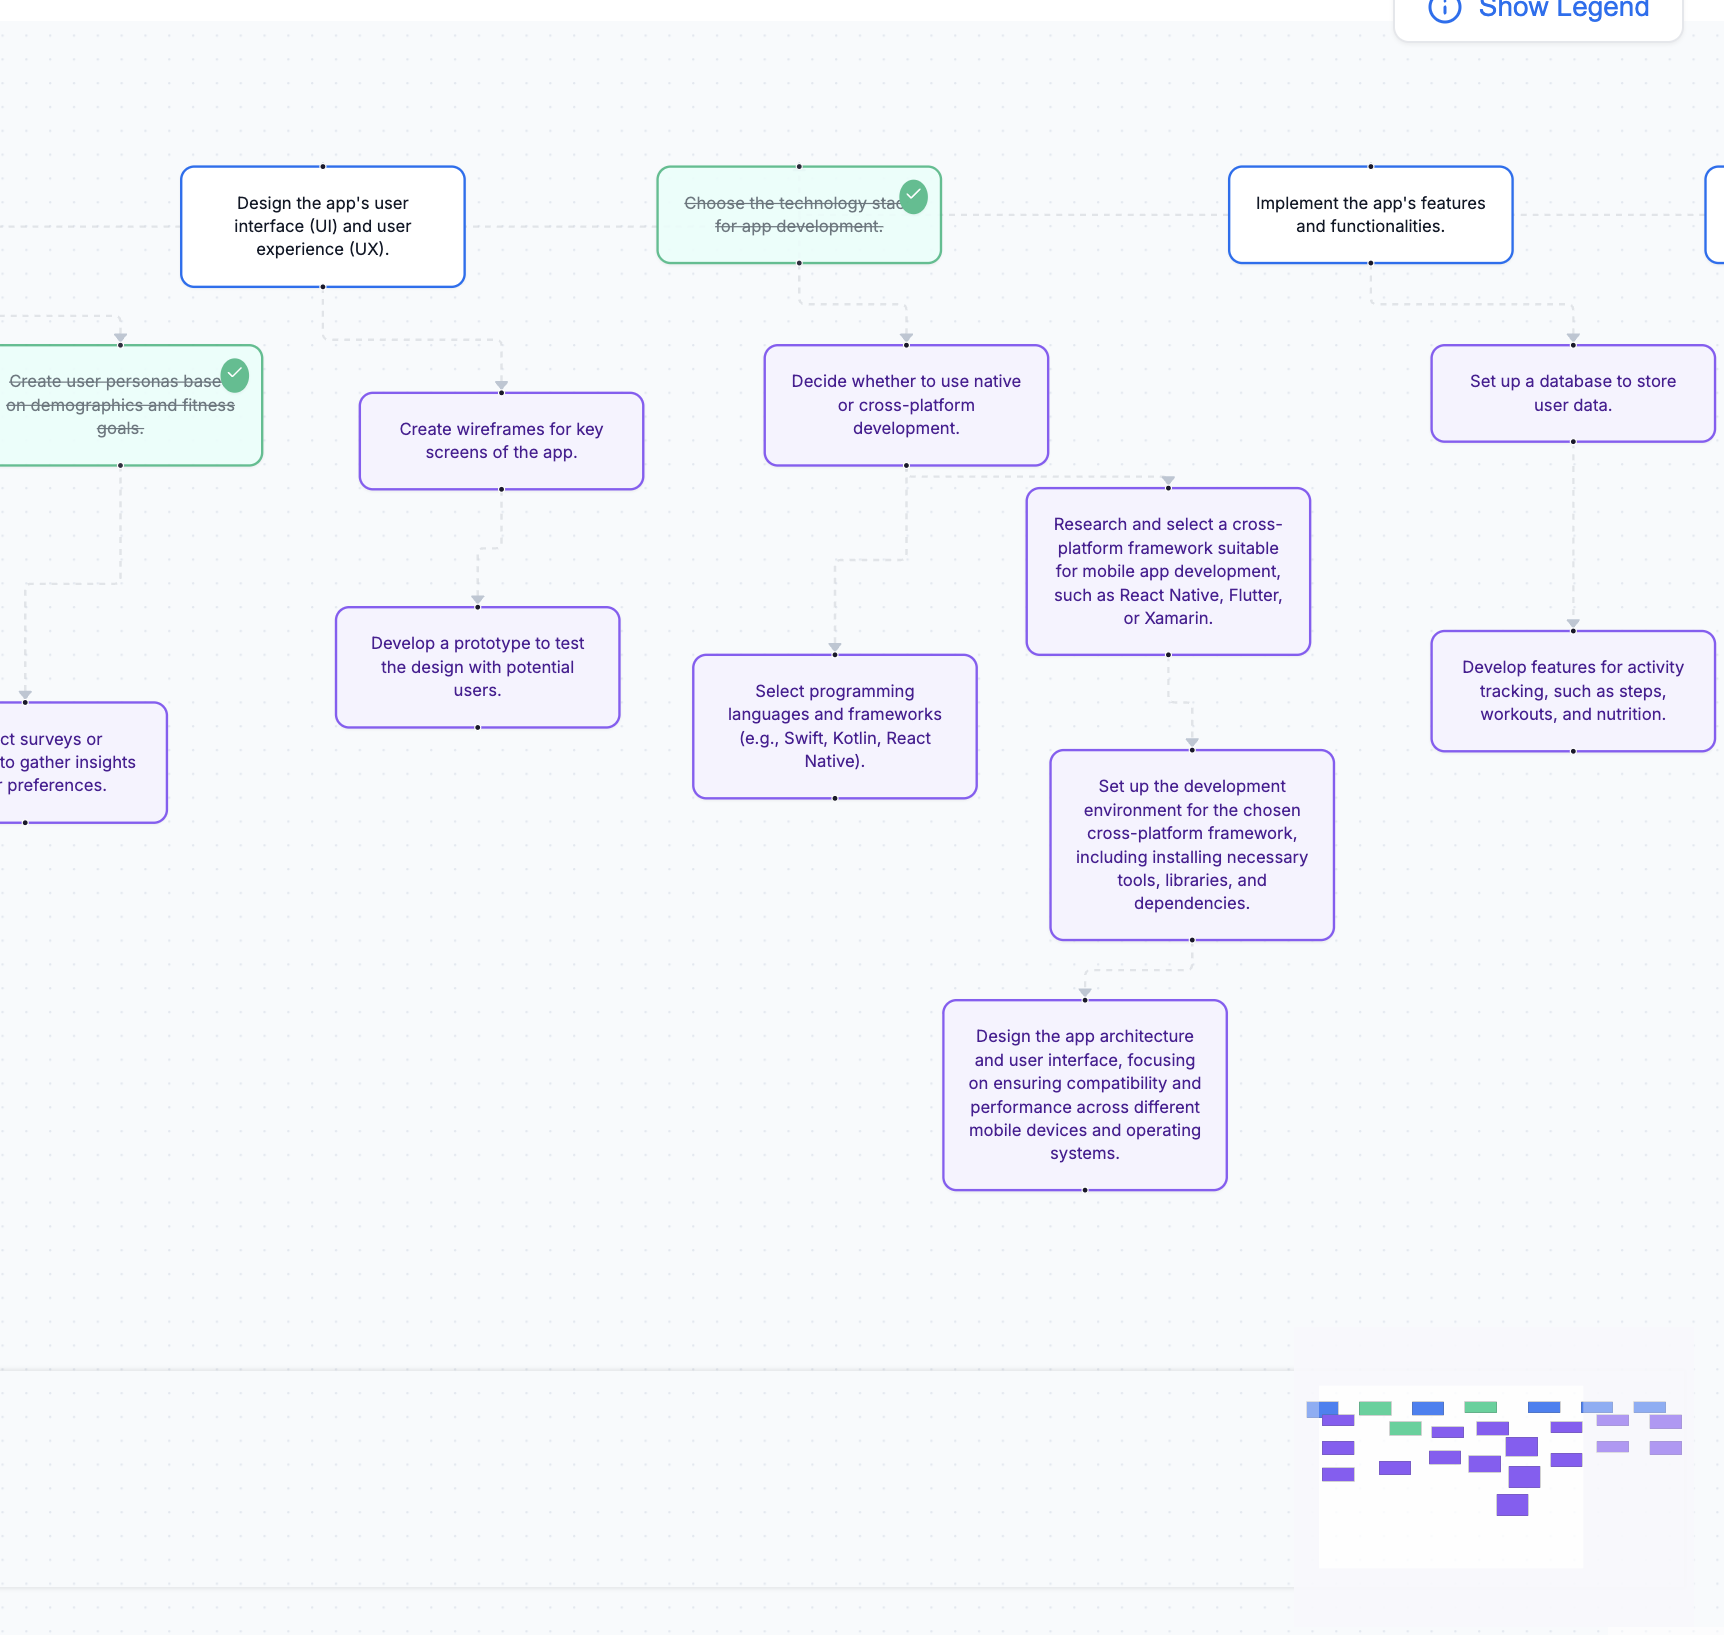 Show Legend
Design the app's user
interface (UI) and user
experience (UX).
Choose the technology
for app development.
Implement the app's features
and functionalities.
Create user personas
on demographics and fitness
goals.
Create wireframes for key
screens of the app.
Decide whether to use native
or cross-platform
development.
Set up a database to store
user data.
Research and select a cross-
platform framework suitable
for mobile app development,
such as React Native, Flutter,
or Xamarin.
Develop a prototype to test
the design with potential
users.
Select programming
languages and frameworks
(e.g., Swift, Kotlin, React
Native).
Develop features for activity
tracking, such as steps,
workouts, and nutrition.
surveys or
to gather insights
preferences.
Set up the development
environment for the chosen
cross-platform framework,
including installing necessary
tools, libraries, and
dependencies.
Design the app architecture
and user interface, focusing
on ensuring compatibility and
performance across different
mobile devices and operating
systems.